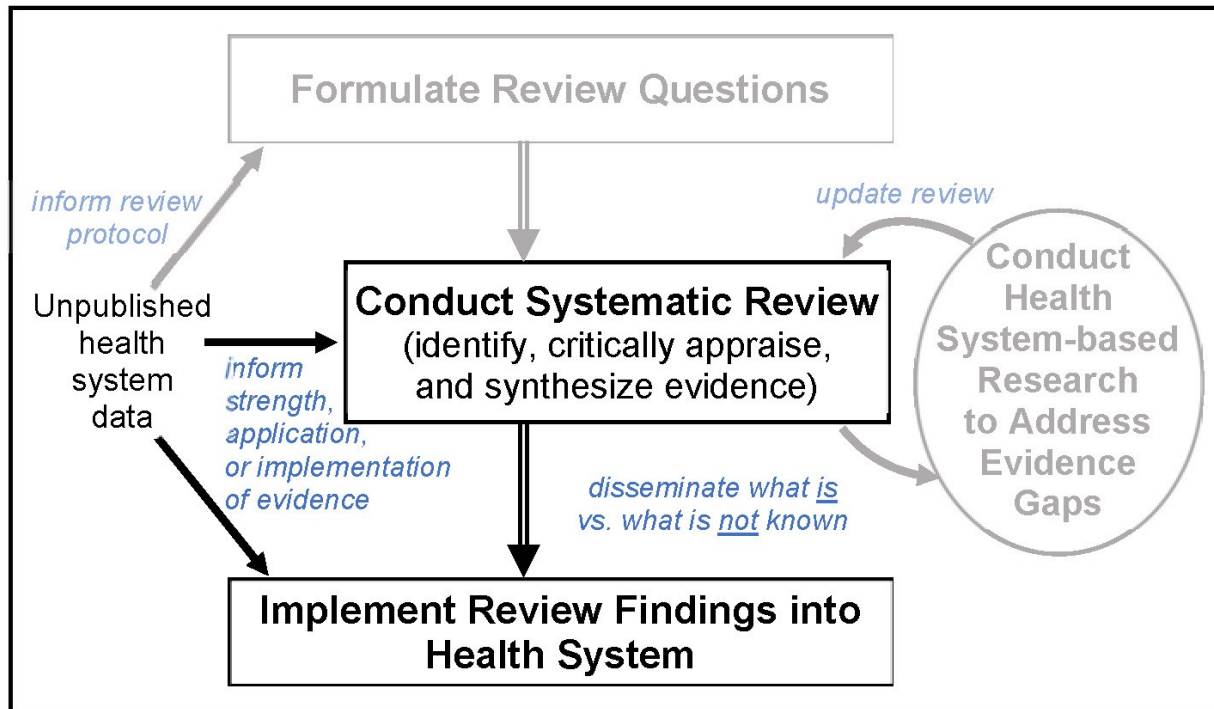 Formulate Review Questions
inform review
protocol
update review
Unpublished
health
system
data
Conduct Systematic Review
(identify, critically appraise,
and synthesize evidence)
Conduct
Health
System-based
Research
to Address
Evidence
Gaps
inform
strength,
application,
or implementation
of evidence
disseminate what is
vs. what is not known
Implement Review Findings into
Health System